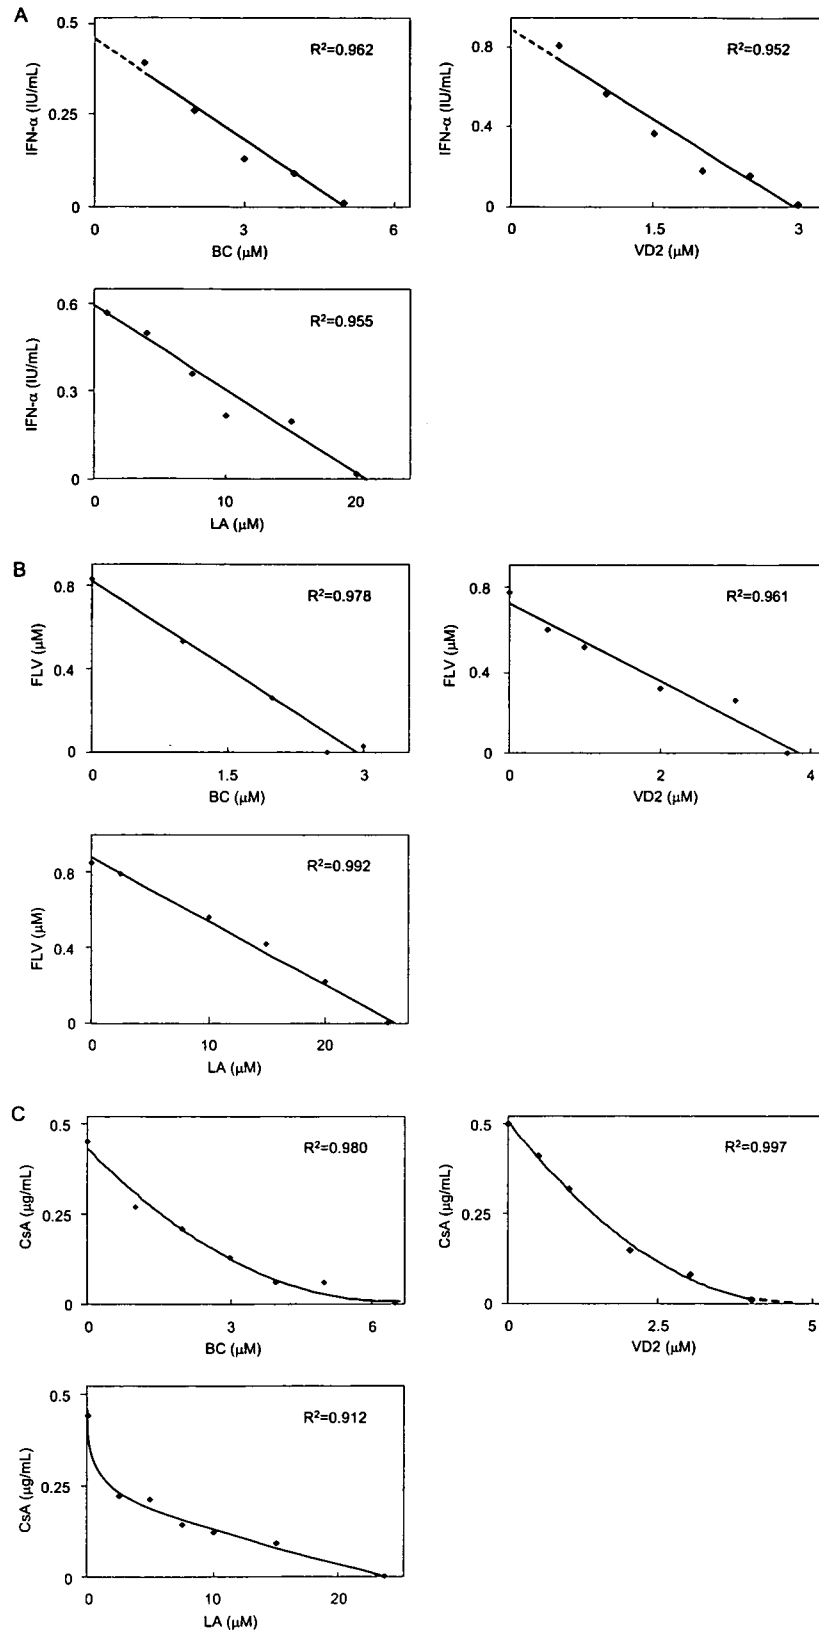 A
0.5
R²=0.962
IFN-α (IU/mL)
0.25
0
0
3
6
BC (μM)
0.8
R²=0.952
IFN-α (IU/mL)
0.4
0
0
1.5
3
VD2 (μM)
0.6
R²=0.955
IFN-α (IU/mL)
0.3
0
0
10
20
LA (μM)
B
0.8
R²=0.978
FLV (μM)
0.4
0
0
1.5
3
BC (μM)
0.8
R²=0.961
FLV (μM)
0.4
0
0
2
4
VD2 (μM)
0.8
R²=0.992
FLV (μM)
0.4
0
0
10
20
LA (μM)
C
0.5
R²=0.980
CsA (μg/mL)
0.25
0
0
3
6
BC (μM)
0.5
R²=0.997
CsA (μg/mL)
0.25
0
0
2.5
5
VD2 (μM)
0.5
R²=0.912
CsA (μg/mL)
0.25
0
0
10
20
LA (μM)